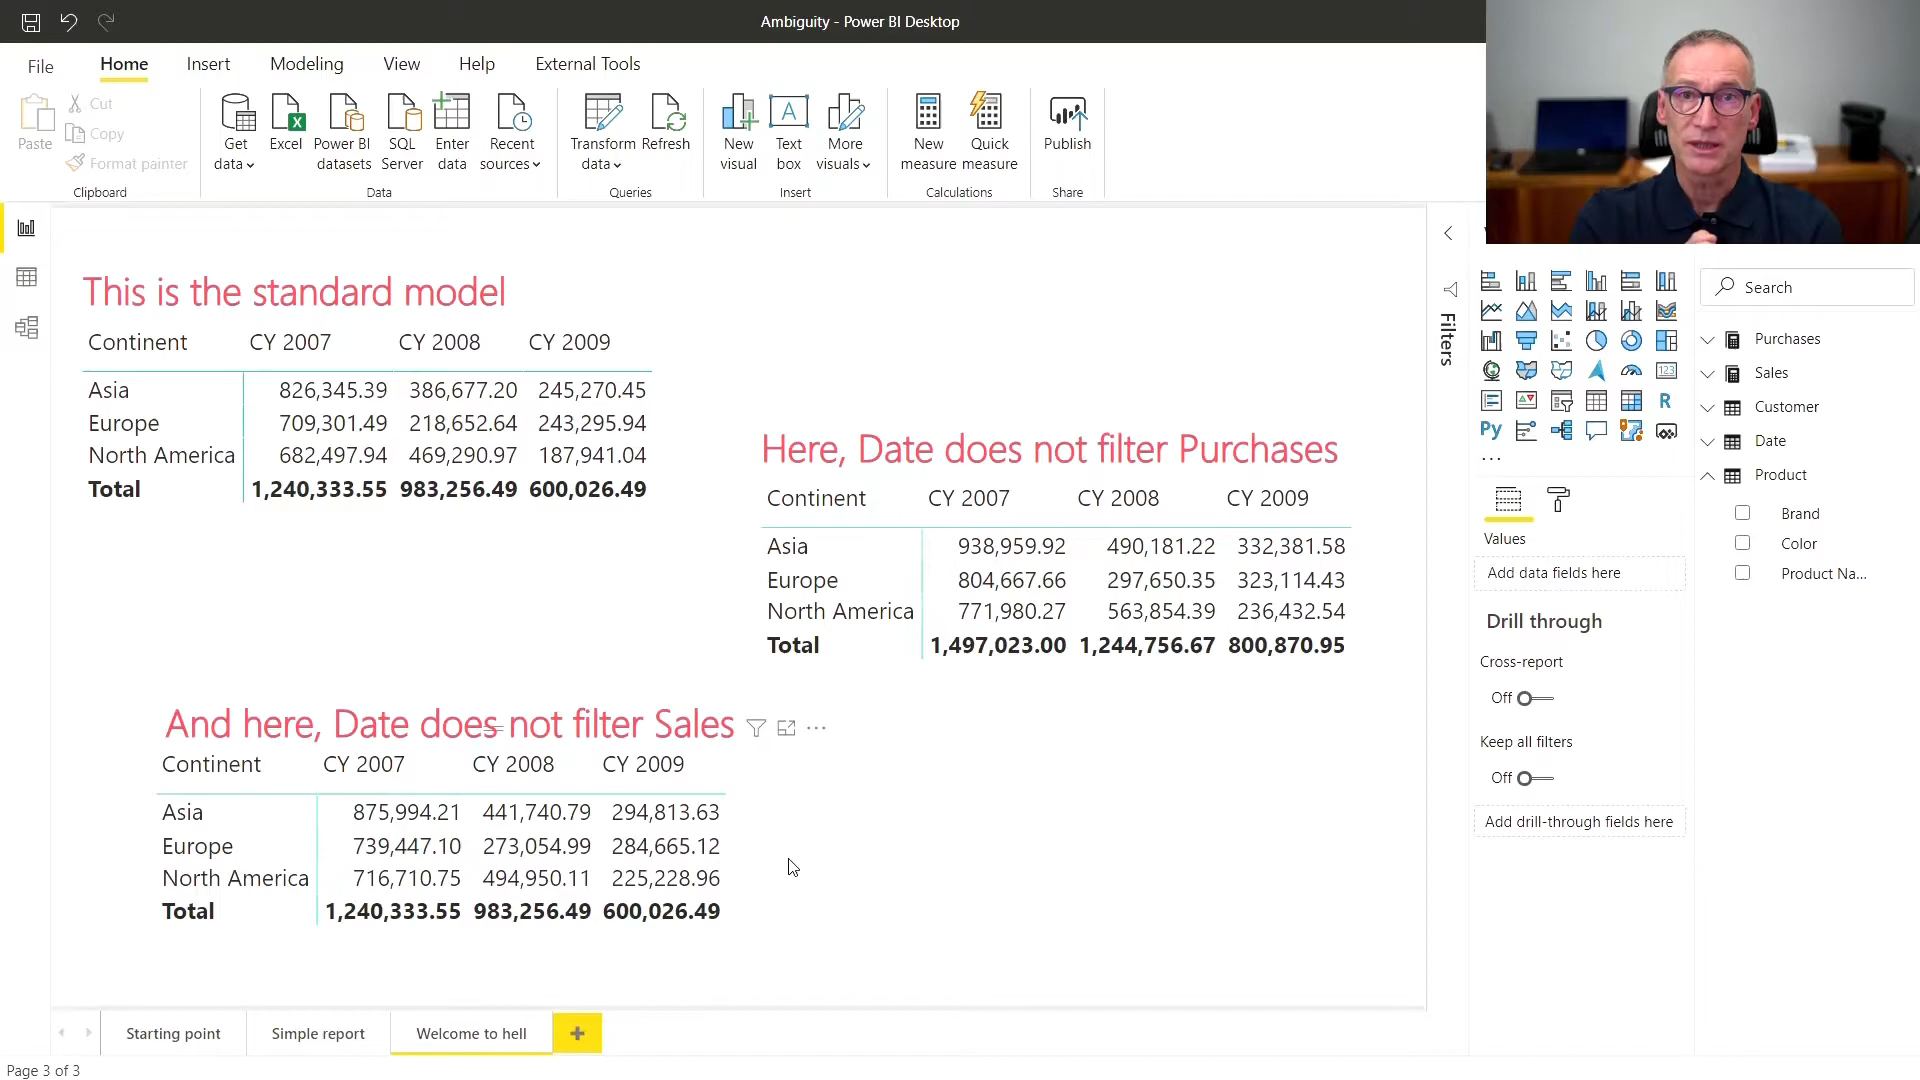 Ambiguity - Power BI Desktop
File Home Insert Modeling View Help External Tools
Paste
Cut
Copy
Format painter
Clipboard
Get data
Excel
Power BI datasets
SQL Server
Enter data
Recent sources
Data
Transform data
Refresh
Queries
New visual
Text box
More visuals
Insert
New measure
Quick measure
Calculations
Publish
Share
This is the standard model
Continent CY 2007 CY 2008 CY 2009
Asia 826,345.39 386,677.20 245,270.45
Europe 709,301.49 218,652.64 243,295.94
North America 682,497.94 469,290.97 187,941.04
Total 1,240,333.55 983,256.49 600,026.49
Here, Date does not filter Purchases
Continent CY 2007 CY 2008 CY 2009
Asia 938,959.92 490,181.22 332,381.58
Europe 804,667.66 297,650.35 323,114.43
North America 771,980.27 563,854.39 236,432.54
Total 1,497,023.00 1,244,756.67 800,870.95
And here, Date does not filter Sales
Continent CY 2007 CY 2008 CY 2009
Asia 875,994.21 441,740.79 294,813.63
Europe 739,447.10 273,054.99 284,665.12
North America 716,710.75 494,950.11 225,228.96
Total 1,240,333.55 983,256.49 600,026.49
Filters
123
R
Py
...
Values
Add data fields here
Drill through
Cross-report
Off
Keep all filters
Off
Add drill-through fields here
Search
Purchases
Sales
Customer
Date
Product
Brand
Color
Product Na...
Starting point Simple report Welcome to hell
Page 3 of 3